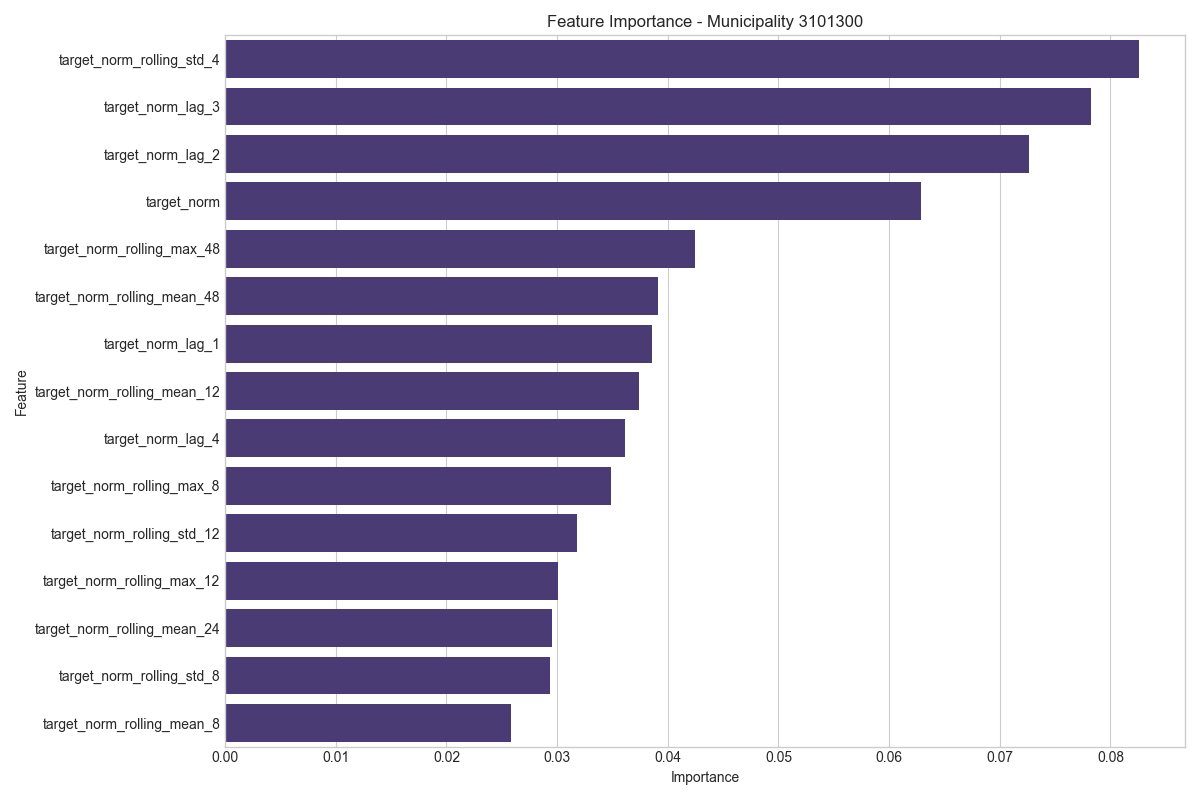 Feature Importance - Municipality 3101300
target_norm_rolling_std_4
target_norm_lag_3
target_norm_lag_2
target_norm
target_norm_rolling_max_48
target_norm_rolling_mean_48
target_norm_lag_1
target_norm_rolling_mean_12
target_norm_lag_4
target_norm_rolling_max_8
target_norm_rolling_std_12
target_norm_rolling_max_12
target_norm_rolling_mean_24
target_norm_rolling_std_8
target_norm_rolling_mean_8
Feature
0.00 0.01 0.02 0.03 0.04 0.05 0.06 0.07 0.08
Importance